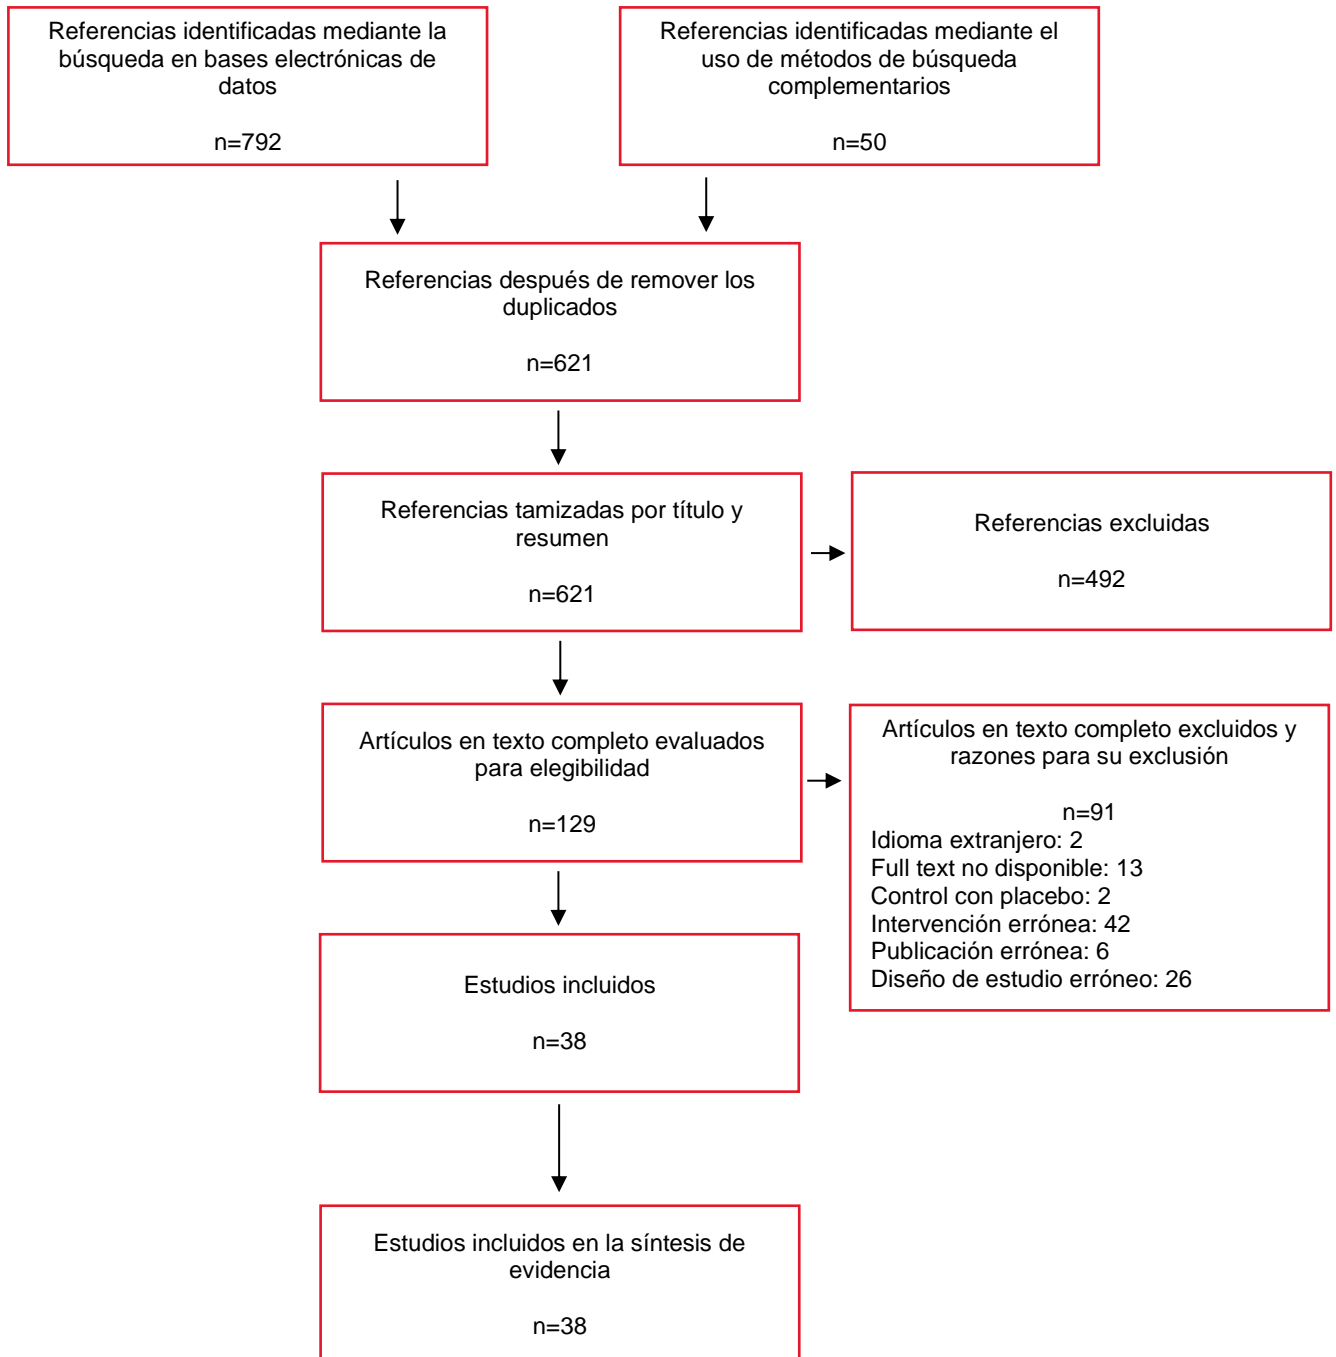 Referencias identificadas mediante la
búsqueda en bases electrónicas de
datos
n=792
Referencias identificadas mediante el
uso de métodos de búsqueda
complementarios
n=50
Referencias después de remover los
duplicados
n=621
Referencias tamizadas por título y
resumen
n=621
Referencias excluidas
n=492
Artículos en texto completo evaluados
para elegibilidad
n=129
Artículos en texto completo excluidos y
razones para su exclusión
n=91
Idioma extranjero: 2
Full text no disponible: 13
Control con placebo: 2
Intervención errónea: 42
Publicación errónea: 6
Diseño de estudio erróneo: 26
Estudios incluidos
n=38
Estudios incluidos en la síntesis de
evidencia
n=38